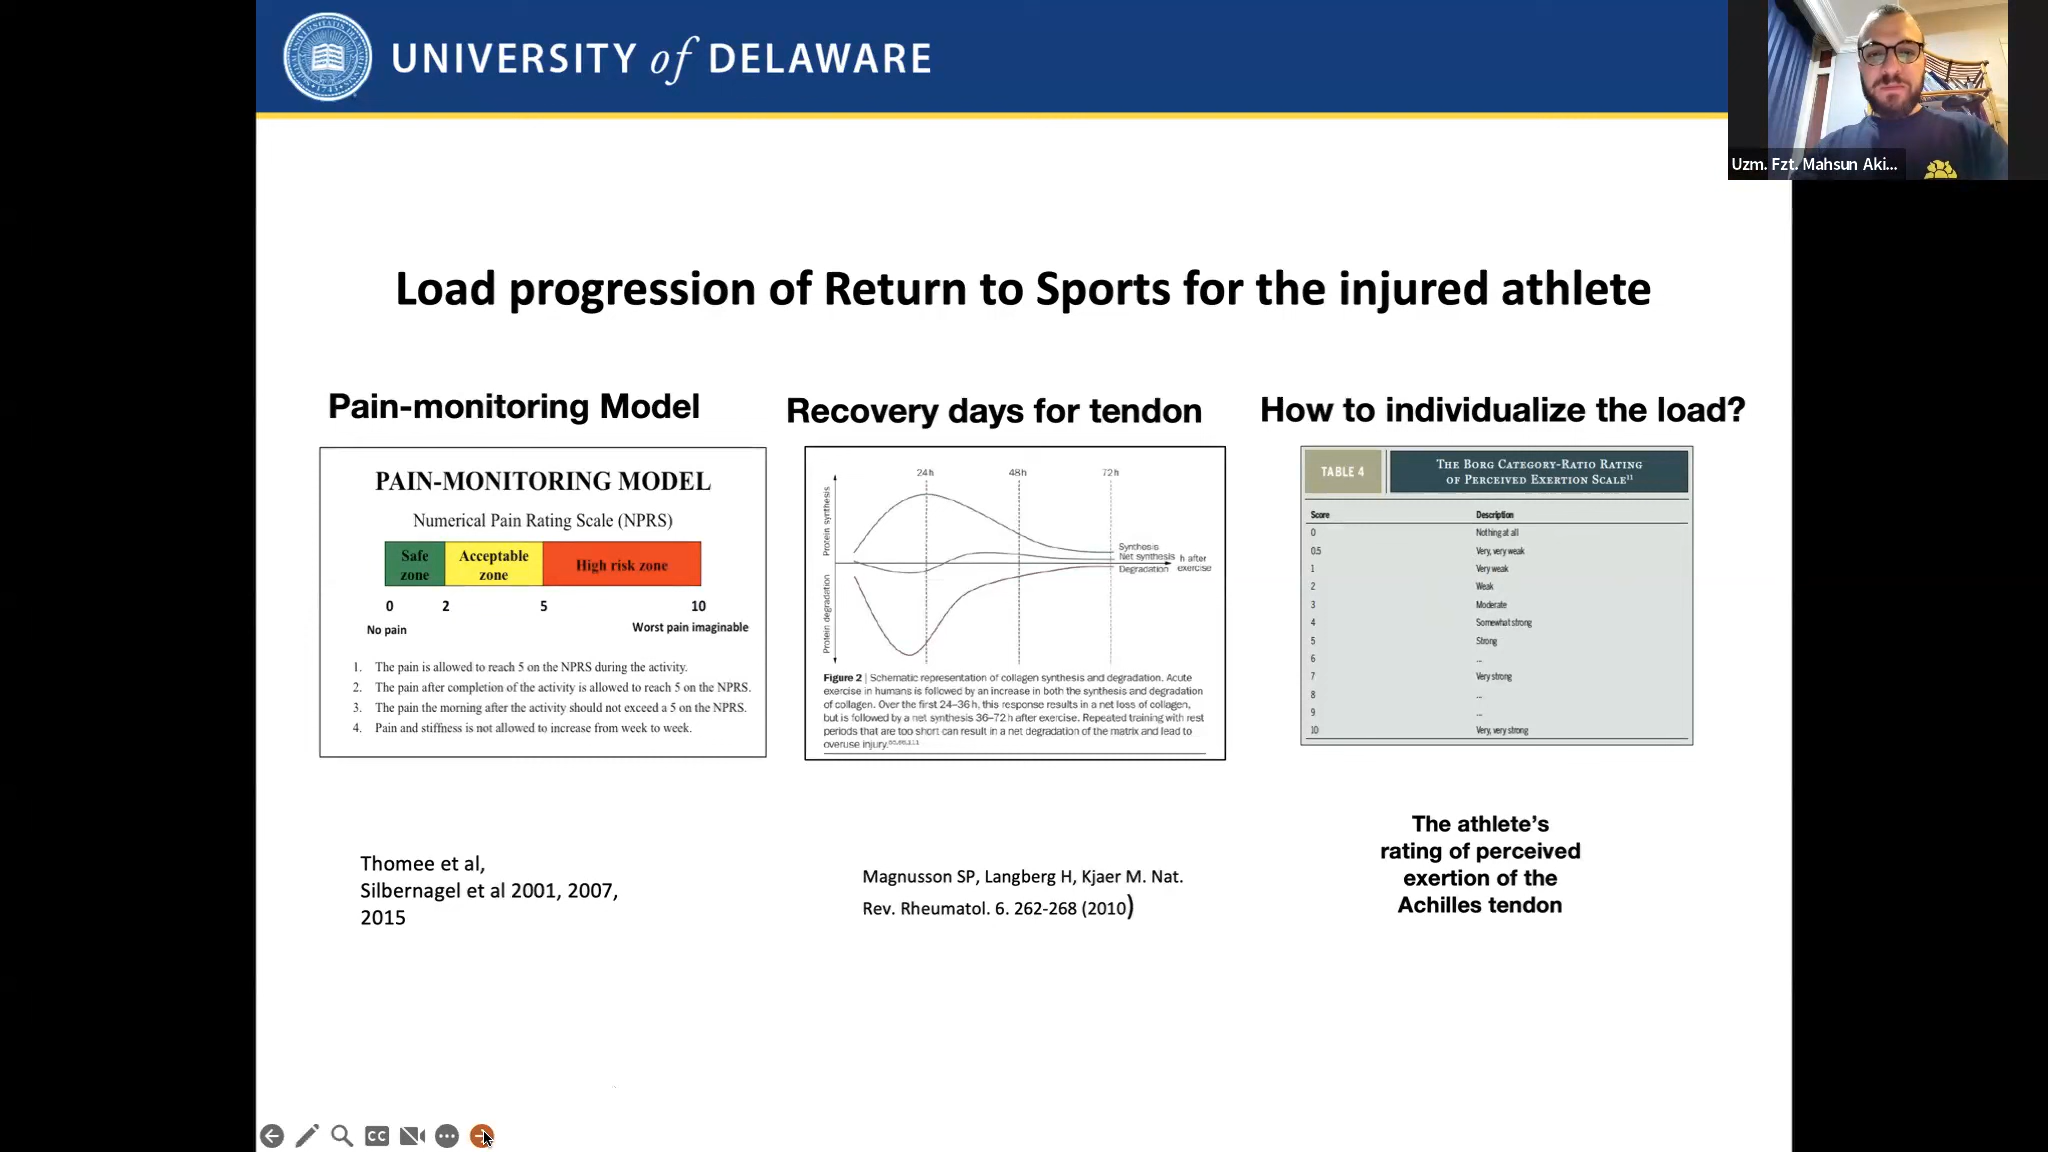 UNIVERSITY of DELAWARE
Uzm. Fzt. Mahsun Aki...
Load progression of Return to Sports for the injured athlete
Pain-monitoring Model
PAIN-MONITORING MODEL
Numerical Pain Rating Scale (NPRS)
Safe zone
Acceptable zone
High risk zone
0 2 5 10
No pain
Worst pain imaginable
1. The pain is allowed to reach 5 on the NPRS during the activity.
2. The pain after completion of the activity is allowed to reach 5 on the NPRS.
3. The pain the morning after the activity should not exceed a 5 on the NPRS.
4. Pain and stiffness is not allowed to increase from week to week.
Thomee et al,
Silbernagel et al 2001, 2007,
2015
Recovery days for tendon
24h 48h 72h
Protein synthesis
Protein degradation
Synthesis
Net synthesis
Degradation
h after
exercise
Figure 2 | Schematic representation of collagen synthesis and degradation. Acute
exercise in humans is followed by an increase in both the synthesis and degradation
of collagen. Over the first 24–36h, this response results in a net loss of collagen,
but is followed by a net synthesis 36–72h after exercise. Repeated training with rest
periods that are too short can result in a net degradation of the matrix and lead to
overuse injury.
Magnusson SP, Langberg H, Kjaer M. Nat.
Rev. Rheumatol. 6. 262-268 (2010)
How to individualize the load?
TABLE 4
THE BORG CATEGORY-RATIO RATING
OF PERCEIVED EXERTION SCALE11
Score Description
0 Nothing at all
0.5 Very, very weak
1 Very weak
2 Weak
3 Moderate
4 Somewhat strong
5 Strong
6 ...
7 Very strong
8 ...
9 ...
10 Very, very strong
The athlete's
rating of perceived
exertion of the
Achilles tendon
CC